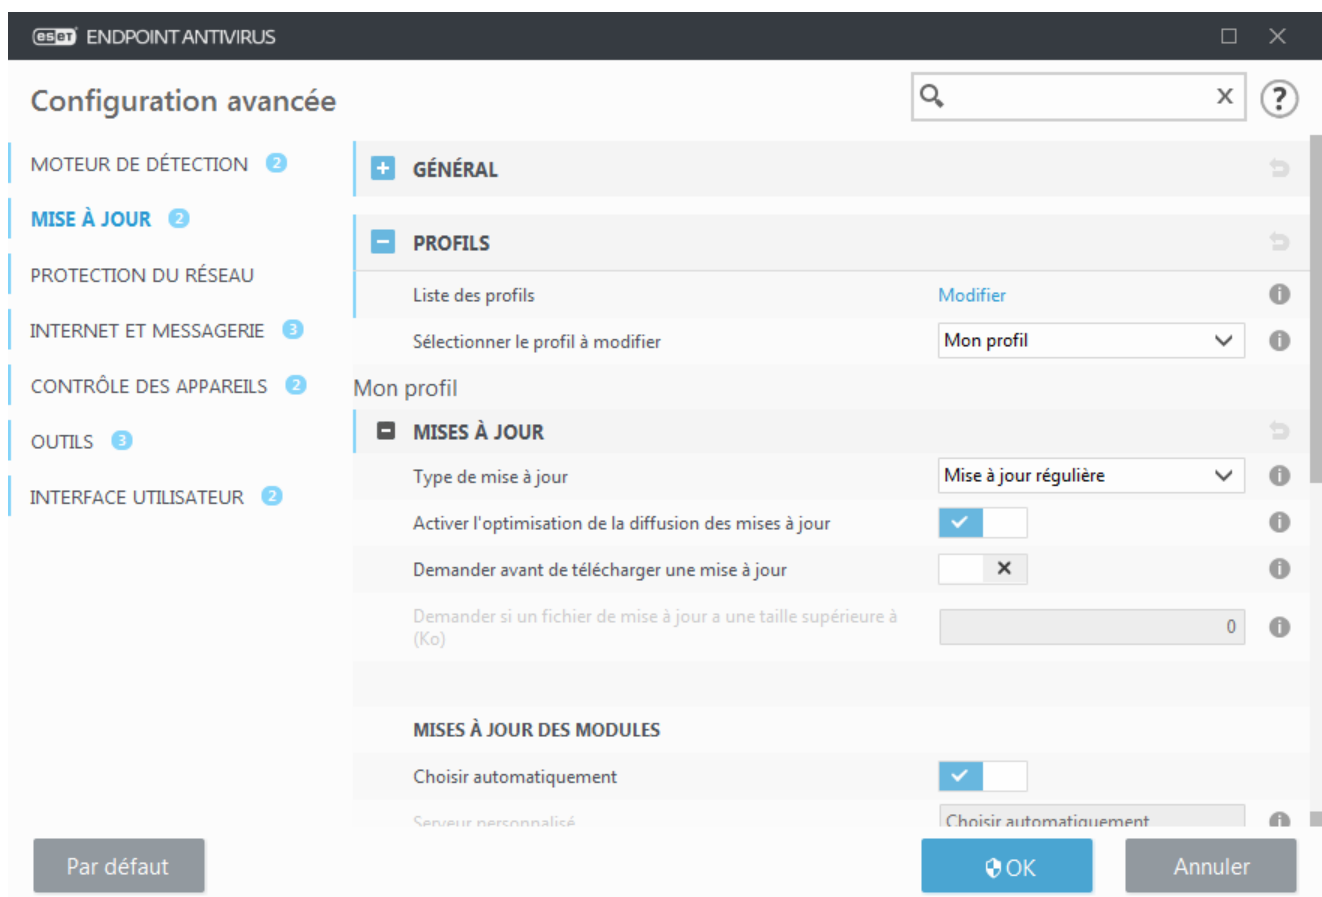 eset ENDPOINT ANTIVIRUS
Configuration avancée
MOTEUR DE DÉTECTION 2
MISE À JOUR 2
PROTECTION DU RÉSEAU
INTERNET ET MESSAGERIE 3
CONTRÔLE DES APPAREILS 2
OUTILS 3
INTERFACE UTILISATEUR 2
GÉNÉRAL
PROFILS
Liste des profils Modifier
Sélectionner le profil à modifier Mon profil
Mon profil
MISES À JOUR
Type de mise à jour Mise à jour régulière
Activer l'optimisation de la diffusion des mises à jour
Demander avant de télécharger une mise à jour
Demander si un fichier de mise à jour a une taille supérieure à
(Ko) 0
MISES À JOUR DES MODULES
Choisir automatiquement
Serveur personnalisé Choisir automatiquement
Par défaut OK Annuler